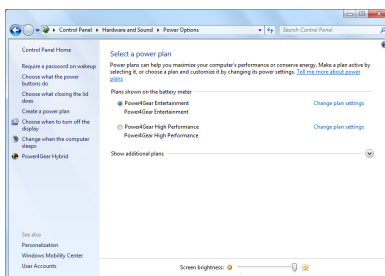 Control Panel ▸ Hardware and Sound ▸ Power Options
Search Control Panel
Control Panel Home
Require a password on wakeup
Choose what the power
buttons do
Choose what closing the lid
does
Create a power plan
Choose when to turn off the
display
Change when the computer
sleeps
Power4Gear Hybrid
See also
Personalization
Windows Mobility Center
User Accounts
Select a power plan
Power plans can help you maximize your computer's performance or conserve energy. Make a plan active by
selecting it, or choose a plan and customize it by changing its power settings. Tell me more about power
plans
Plans shown on the battery meter
Power4Gear Entertainment
Change plan settings
Power4Gear Entertainment
Power4Gear High Performance
Change plan settings
Power4Gear High Performance
Show additional plans
Screen brightness: